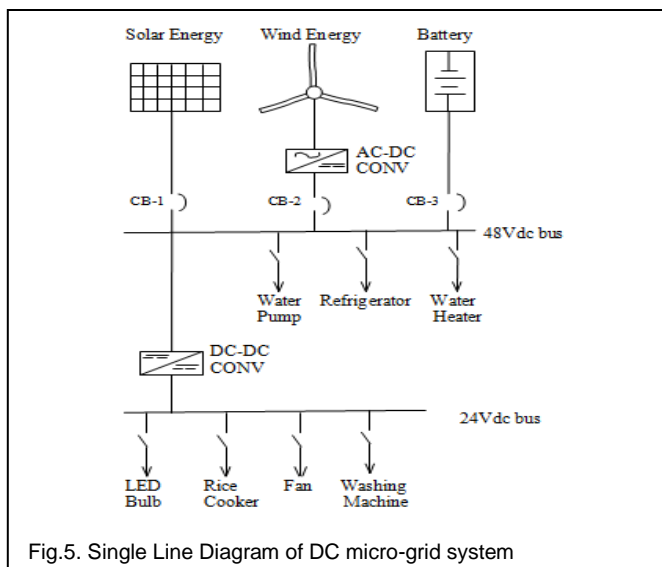 Solar Energy Wind Energy Battery
AC-DC
CONV
CB-1 CB-2 CB-3
48Vdc bus
Water Refrigerator Water
Pump Heater
DC-DC
CONV
24Vdc bus
LED Rice Fan Washing
Bulb Cooker Machine
Fig.5. Single Line Diagram of DC micro-grid system